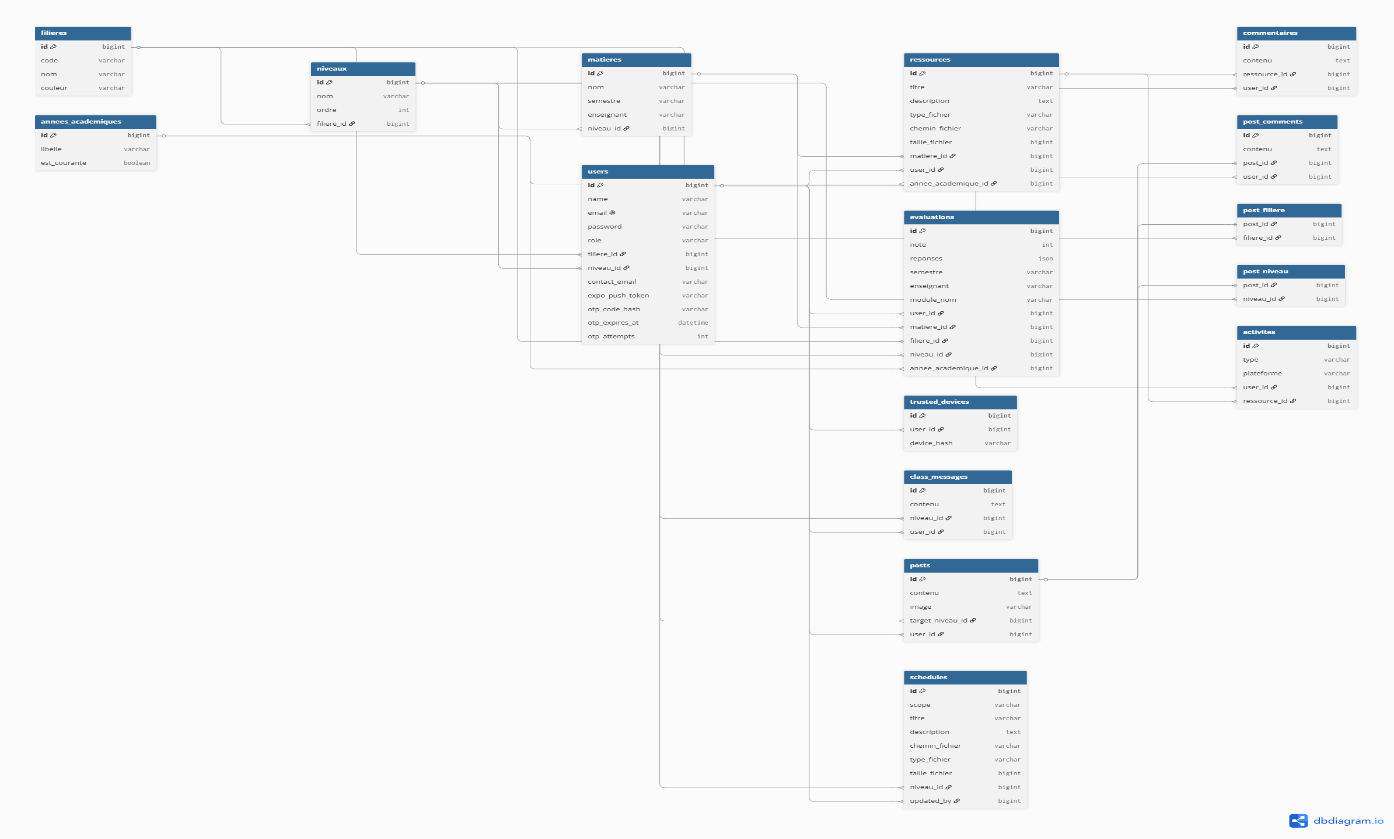 filieres
id bigint
code varchar
nom varchar
couleur varchar
annees_academiques
id bigint
libelle varchar
est_courante boolean
niveaux
id bigint
nom varchar
ordre int
filiere_id bigint
matieres
id bigint
nom varchar
semestre varchar
enseignant varchar
niveau_id bigint
users
id bigint
name varchar
email varchar
password varchar
role varchar
filiere_id bigint
niveau_id bigint
contact_email varchar
expo_push_token varchar
otp_code_hash varchar
otp_expires_at datetime
otp_attempts int
ressources
id bigint
titre varchar
description text
type_fichier varchar
chemin_fichier varchar
taille_fichier bigint
matiere_id bigint
user_id bigint
annee_academique_id bigint
evaluations
id bigint
note int
reponses json
semestre varchar
enseignant varchar
module_nom varchar
user_id bigint
matiere_id bigint
filiere_id bigint
niveau_id bigint
annee_academique_id bigint
trusted_devices
id bigint
user_id bigint
device_hash varchar
class_messages
id bigint
contenu text
niveau_id bigint
user_id bigint
posts
id bigint
contenu text
image varchar
target_niveau_id bigint
user_id bigint
schedules
id bigint
scope varchar
titre varchar
description text
chemin_fichier varchar
type_fichier varchar
taille_fichier bigint
niveau_id bigint
updated_by bigint
commentaires
id bigint
contenu text
ressource_id bigint
user_id bigint
post_comments
id bigint
contenu text
post_id bigint
user_id bigint
post_filiere
post_id bigint
filiere_id bigint
post_niveau
post_id bigint
niveau_id bigint
activites
id bigint
type varchar
plateforme varchar
user_id bigint
ressource_id bigint
dbdiagram.io